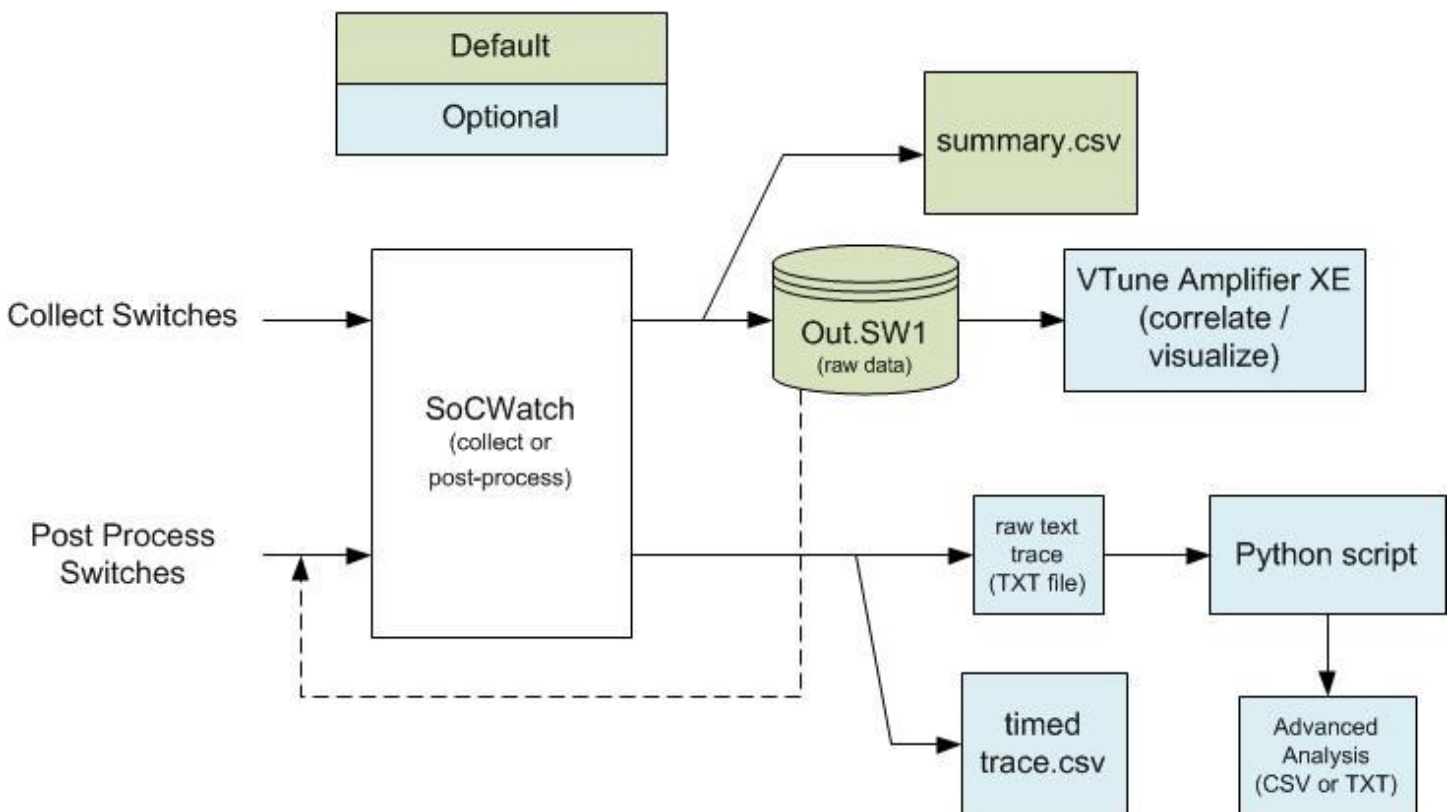 Default
Optional
summary.csv
Collect Switches
SoCWatch
(collect or
post-process)
Out.SW1
(raw data)
VTune Amplifier XE
(correlate /
visualize)
Post Process
Switches
raw text
trace
(TXT file)
Python script
timed
trace.csv
Advanced
Analysis
(CSV or TXT)